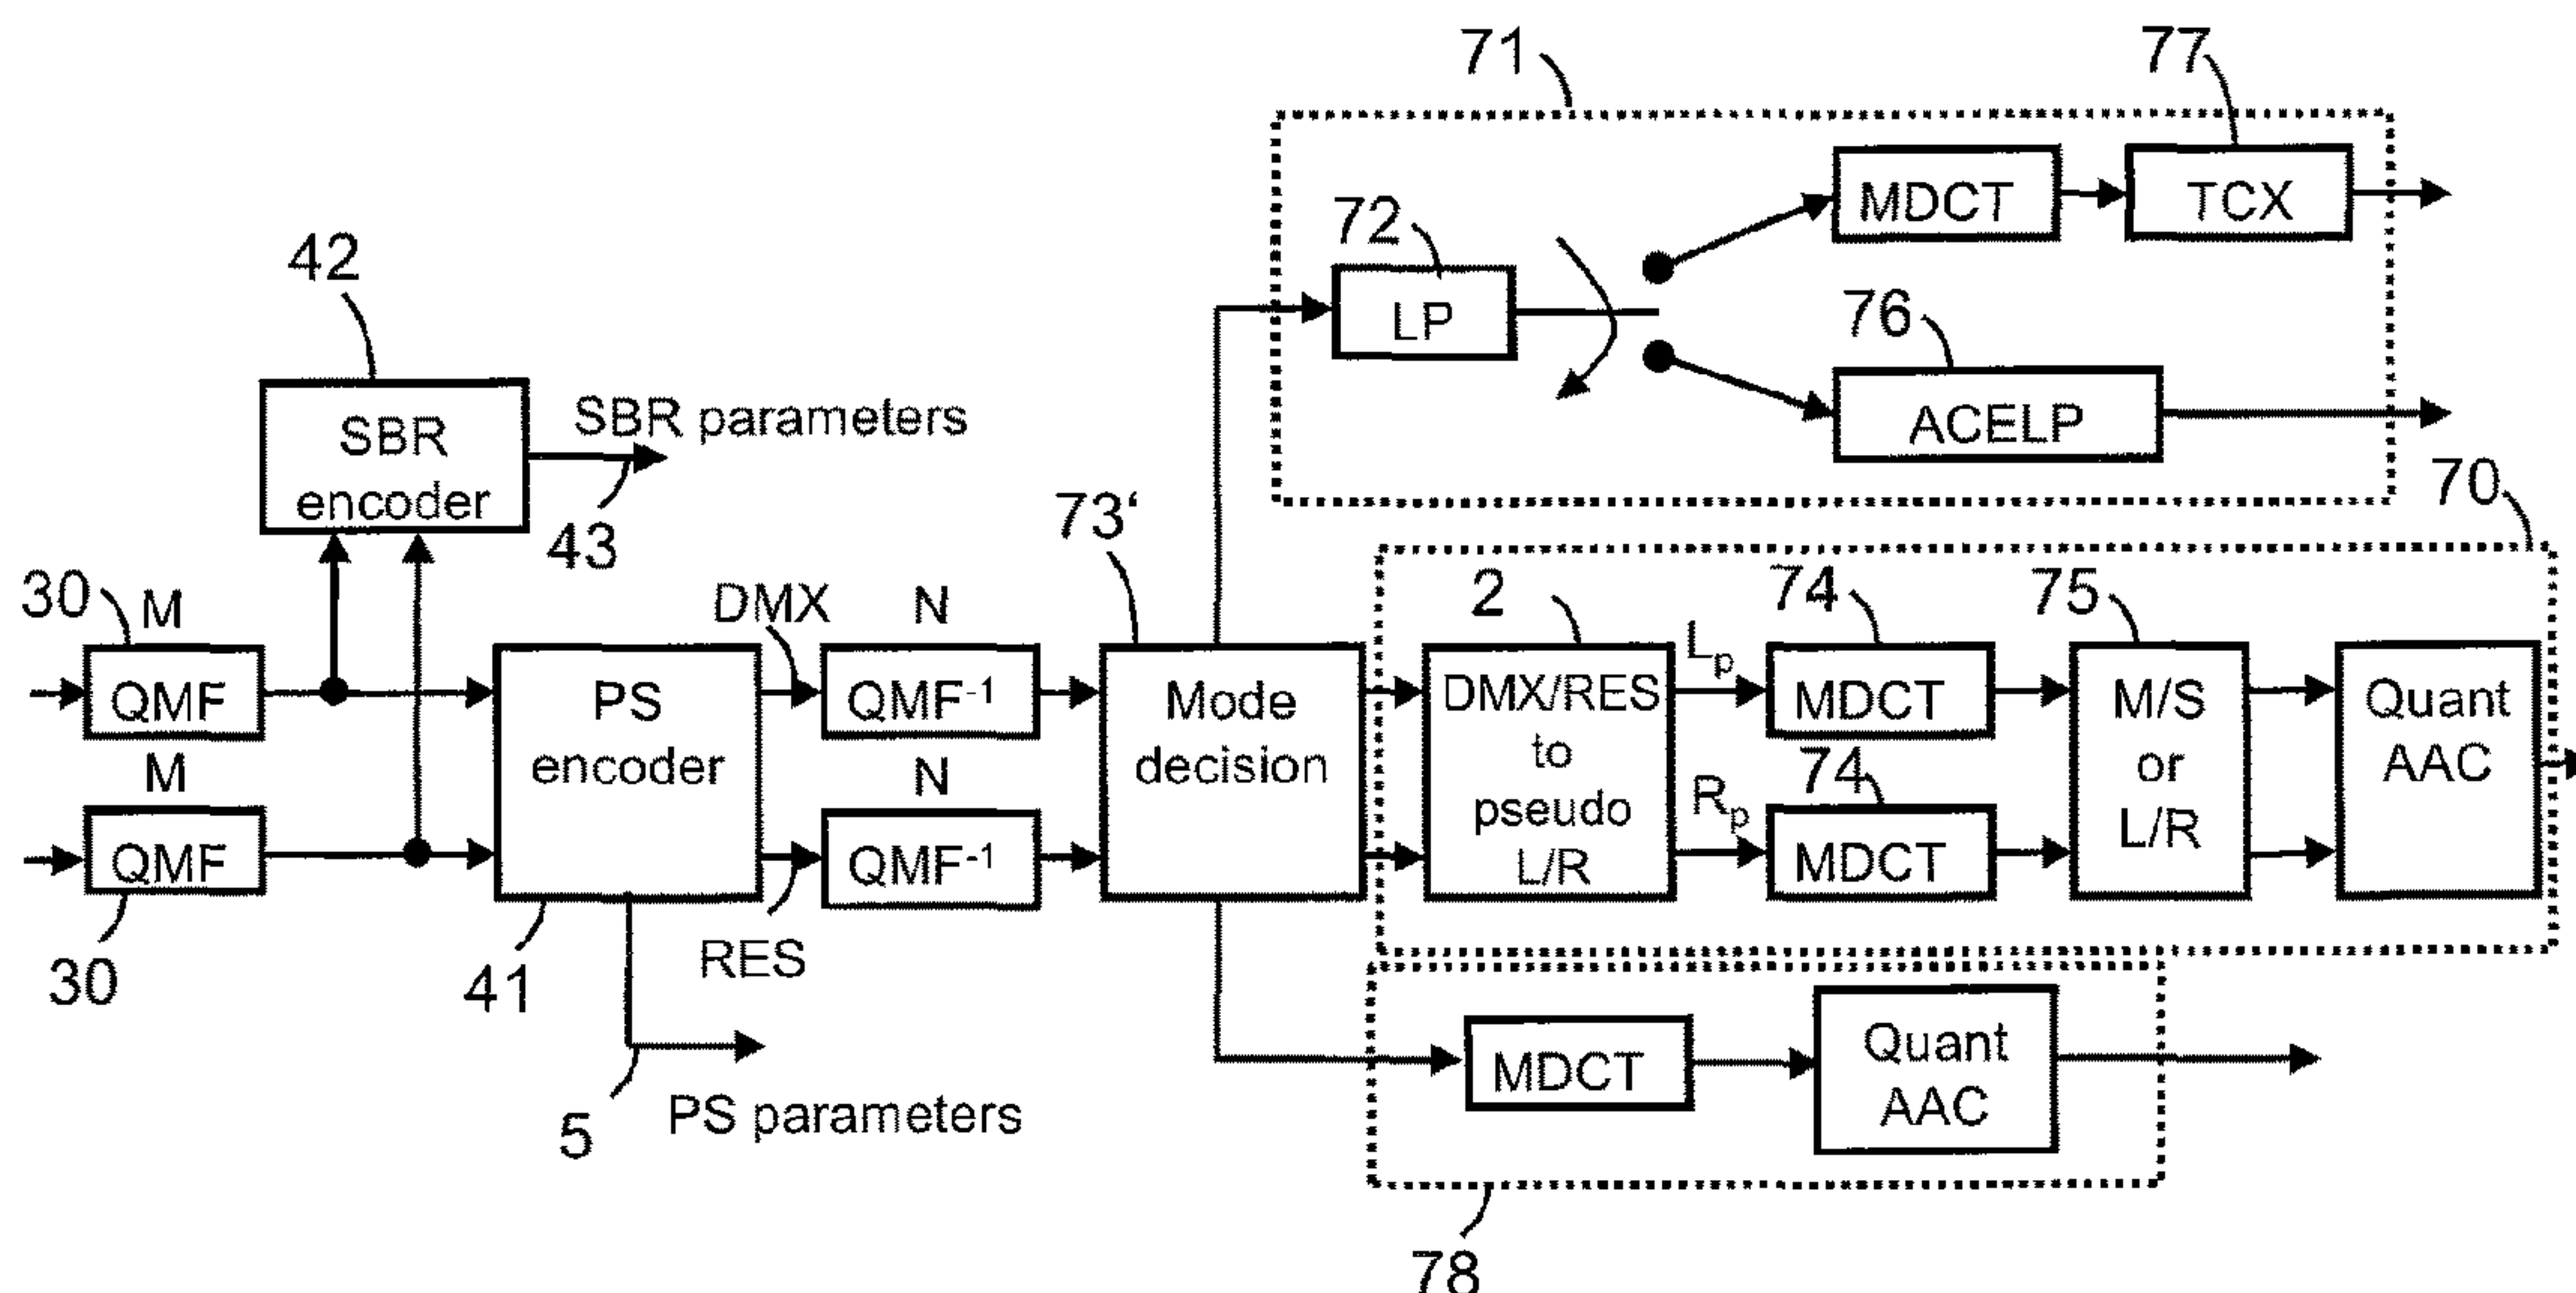 71
77
MDCT
TCX
72
LP
42
76
ACELP
SBR
encoder
SBR parameters
43
73‘
70
30
M
DMX
N
2
Lp
74
75
QMF
PS
encoder
QMF-1
Mode
decision
DMX/RES
to
pseudo
L/R
MDCT
M/S
or
L/R
Quant
AAC
M
N
Rp
74
QMF
QMF-1
MDCT
30
41
RES
5
PS parameters
MDCT
Quant
AAC
78